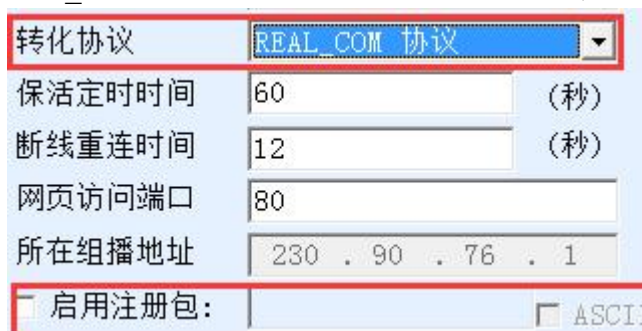 转化协议 REAL_COM 协议
保活定时时间 60 (秒)
断线重连时间 12 (秒)
网页访问端口 80
所在组播地址 230 . 90 . 76 . 1
启用注册包: ASCI